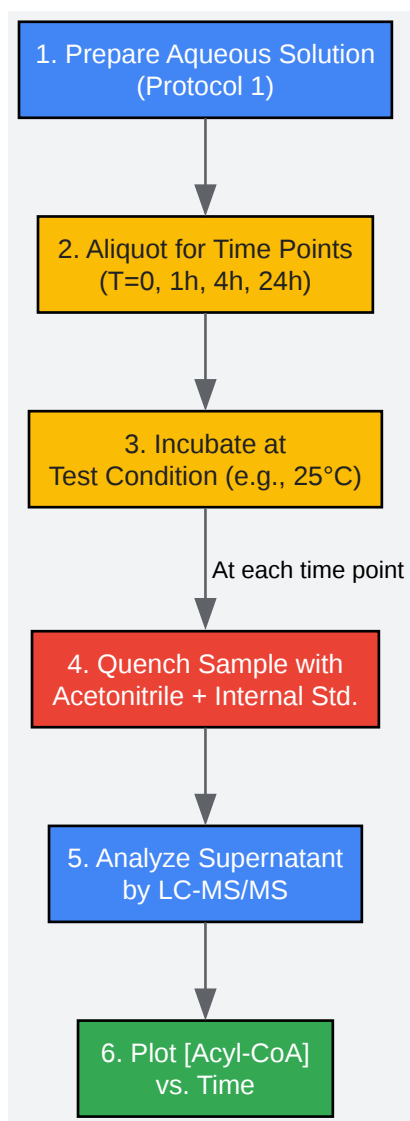 1. Prepare Aqueous Solution
(Protocol 1)
2. Aliquot for Time Points
(T=0, 1h, 4h, 24h)
3. Incubate at
Test Condition (e.g., 25°C)
At each time point
4. Quench Sample with
Acetonitrile + Internal Std.
5. Analyze Supernatant
by LC-MS/MS
6. Plot [Acyl-CoA]
vs. Time